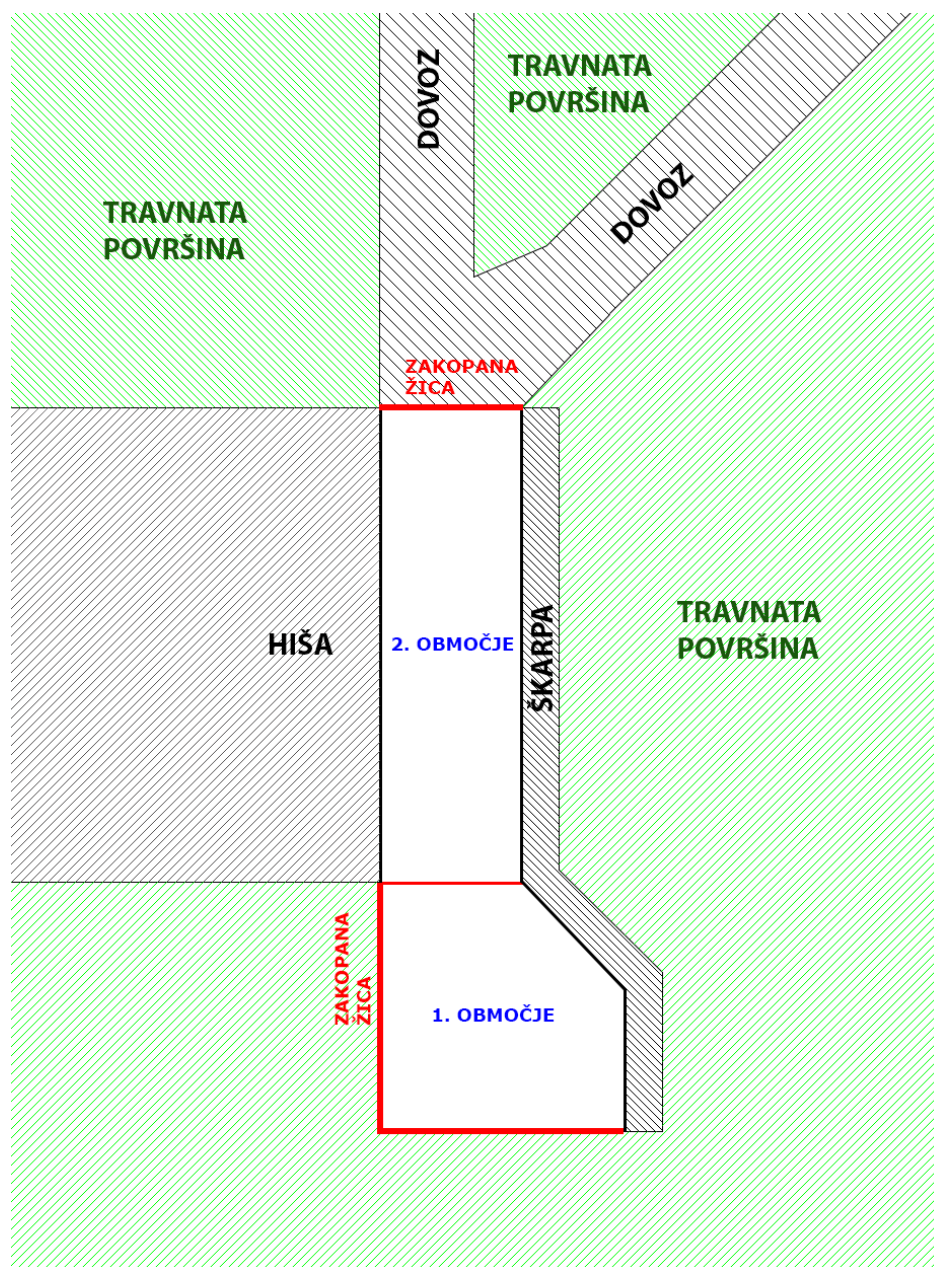 DOVOZ
TRAVNATA
POVRŠINA
DOVOZ
TRAVNATA
POVRŠINA
ZAKOPANA
ŽICA
HIŠA
2. OBMOČJE
ŠKARPA
TRAVNATA
POVRŠINA
ZAKOPANA
ŽICA
1. OBMOČJE